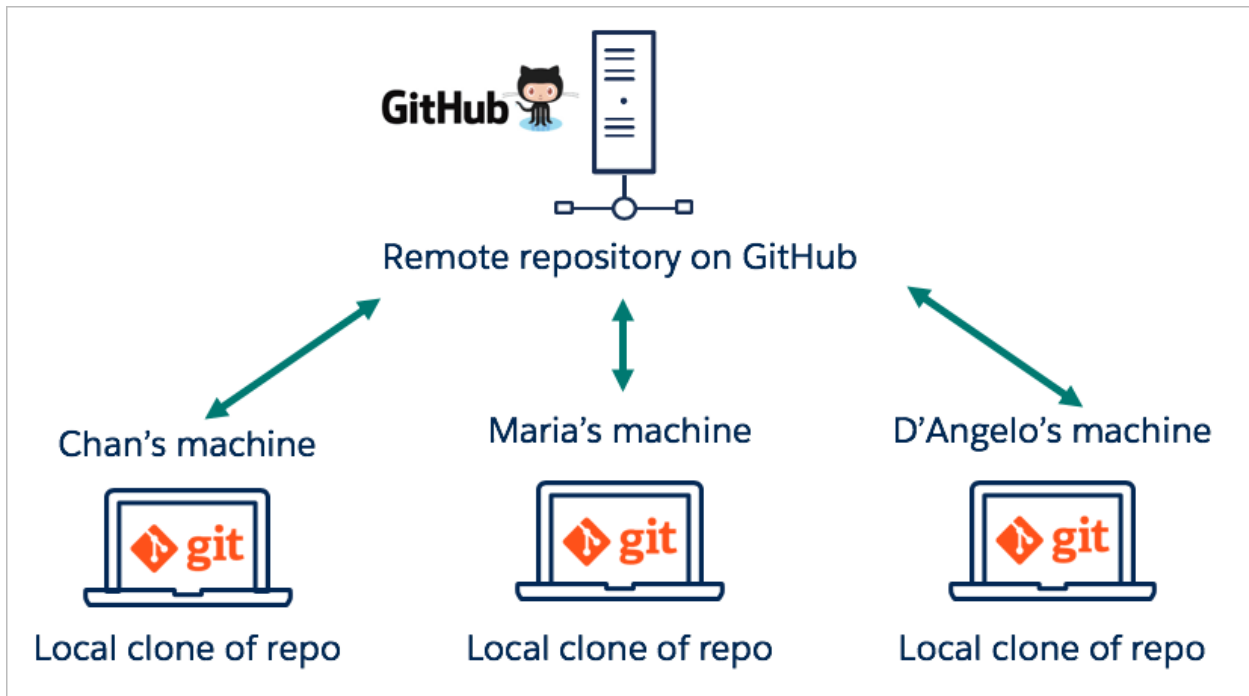 GitHub
Remote repository on GitHub
Chan’s machine
Maria’s machine
D’Angelo’s machine
git
git
git
Local clone of repo
Local clone of repo
Local clone of repo